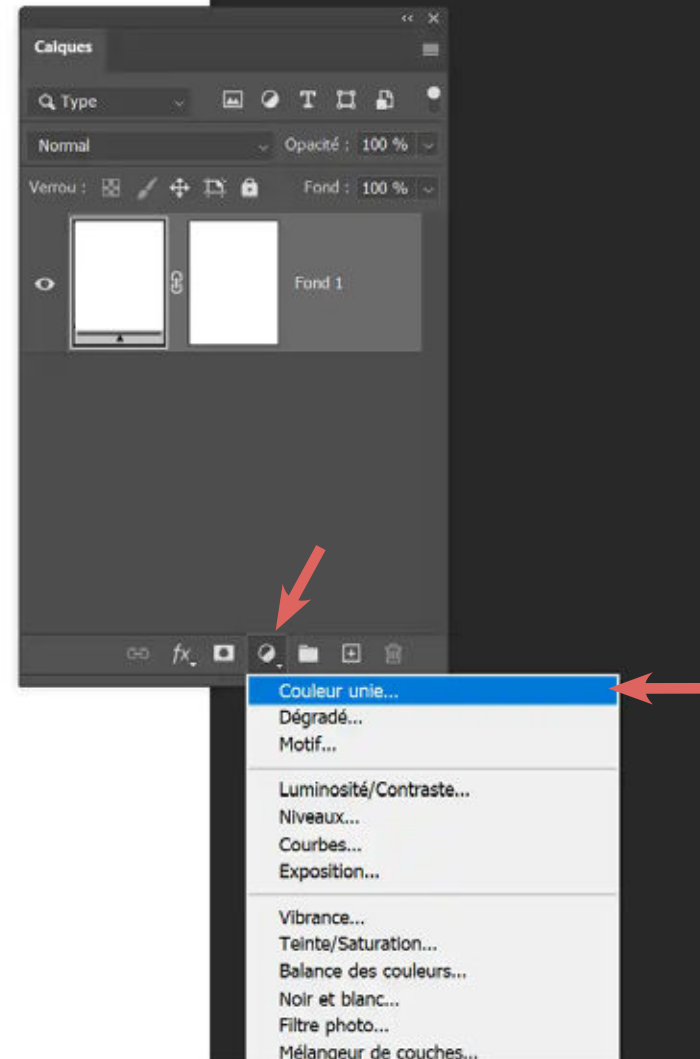 Calques
Type
Normal Opacité : 100 %
Verrou : Fond : 100 %
Fond 1
fx
Couleur unie...
Dégradé...
Motif...
Luminosité/Contraste...
Niveaux...
Courbes...
Exposition...
Vibrance...
Teinte/Saturation...
Balance des couleurs...
Noir et blanc...
Filtre photo...
Mélangeur de couches...